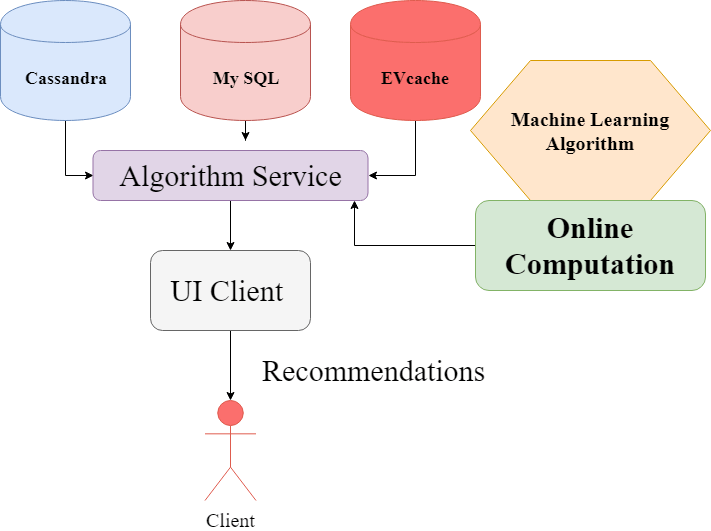 Cassandra
My SQL
EVcache
Machine Learning
Algorithm
Algorithm Service
Online
Computation
UI Client
Recommendations
Client